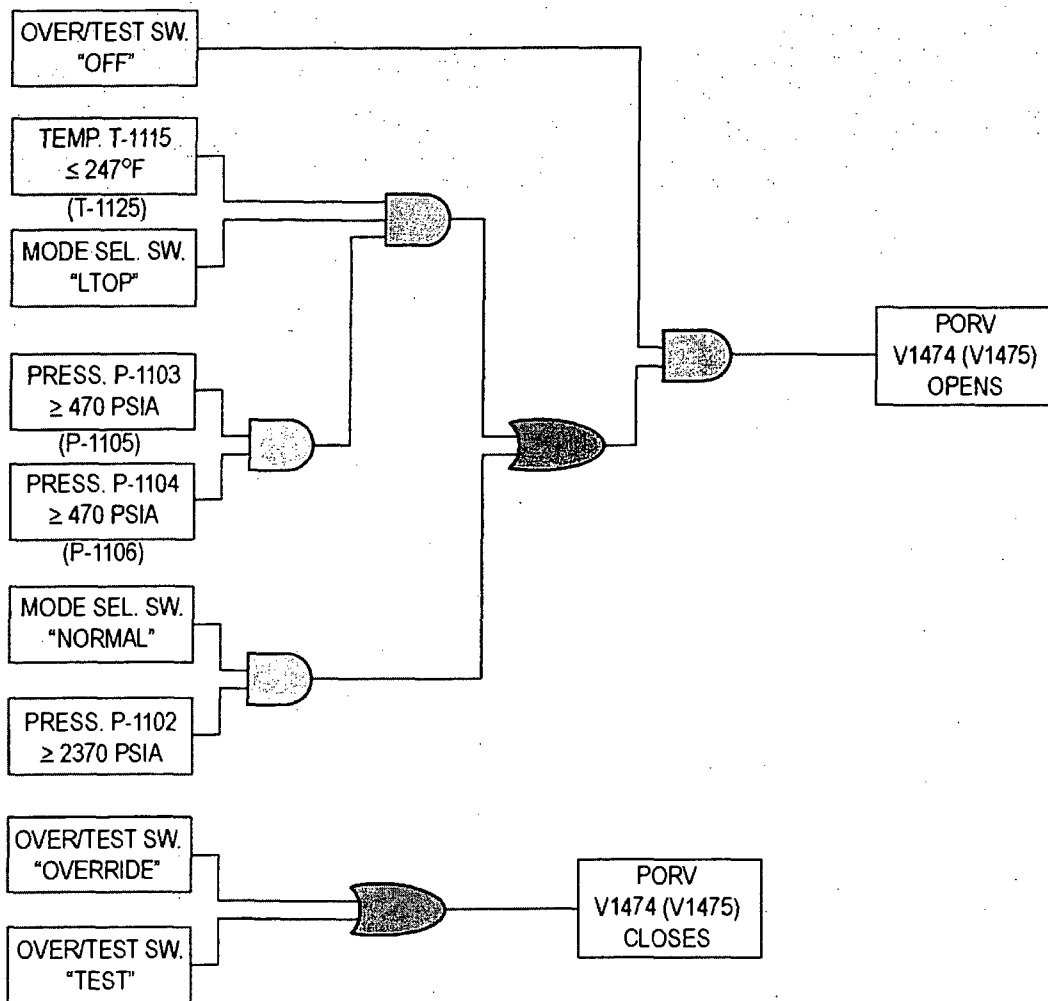 OVER/TEST SW.
"OFF"
TEMP. T-1115
≤ 247°F
(T-1125)
MODE SEL. SW.
"LTOP"
PRESS. P-1103
≥ 470 PSIA
(P-1105)
PRESS. P-1104
≥ 470 PSIA
(P-1106)
MODE SEL. SW.
"NORMAL"
PRESS. P-1102
≥ 2370 PSIA
PORV
V1474 (V1475)
OPENS
OVER/TEST SW.
"OVERRIDE"
OVER/TEST SW.
"TEST"
PORV
V1474 (V1475)
CLOSES